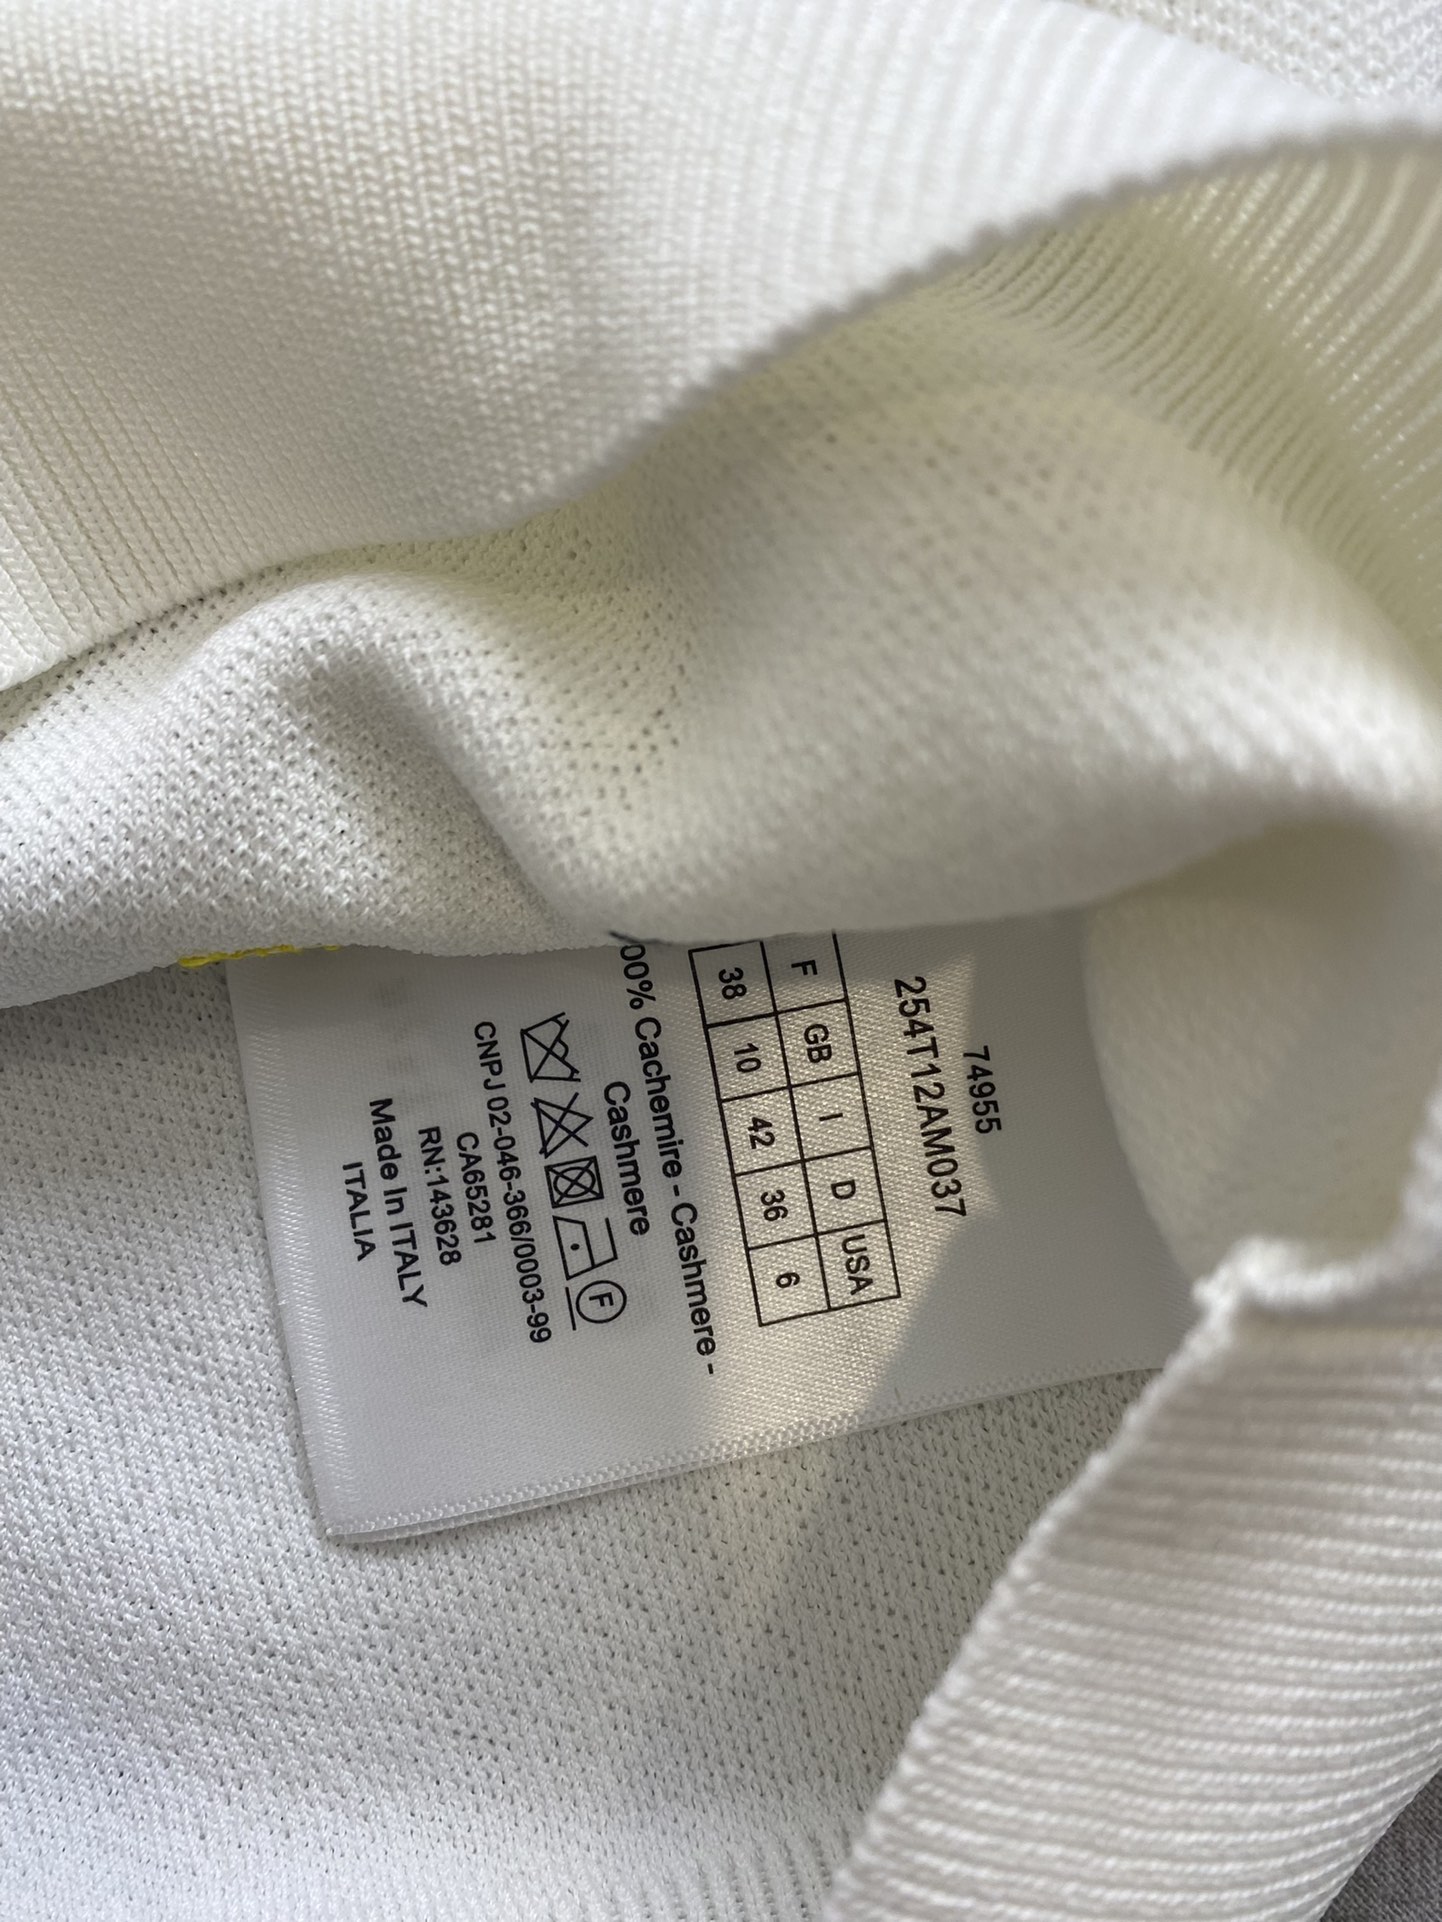 74955
254T12AM037
F GB I D USA
38 10 42 36 6
00% Cachemire - Cashmere -
Cashmere
F
CNPJ 02-046-366/0003-99
CA65281
RN:143628
Made In ITALY
ITALIA